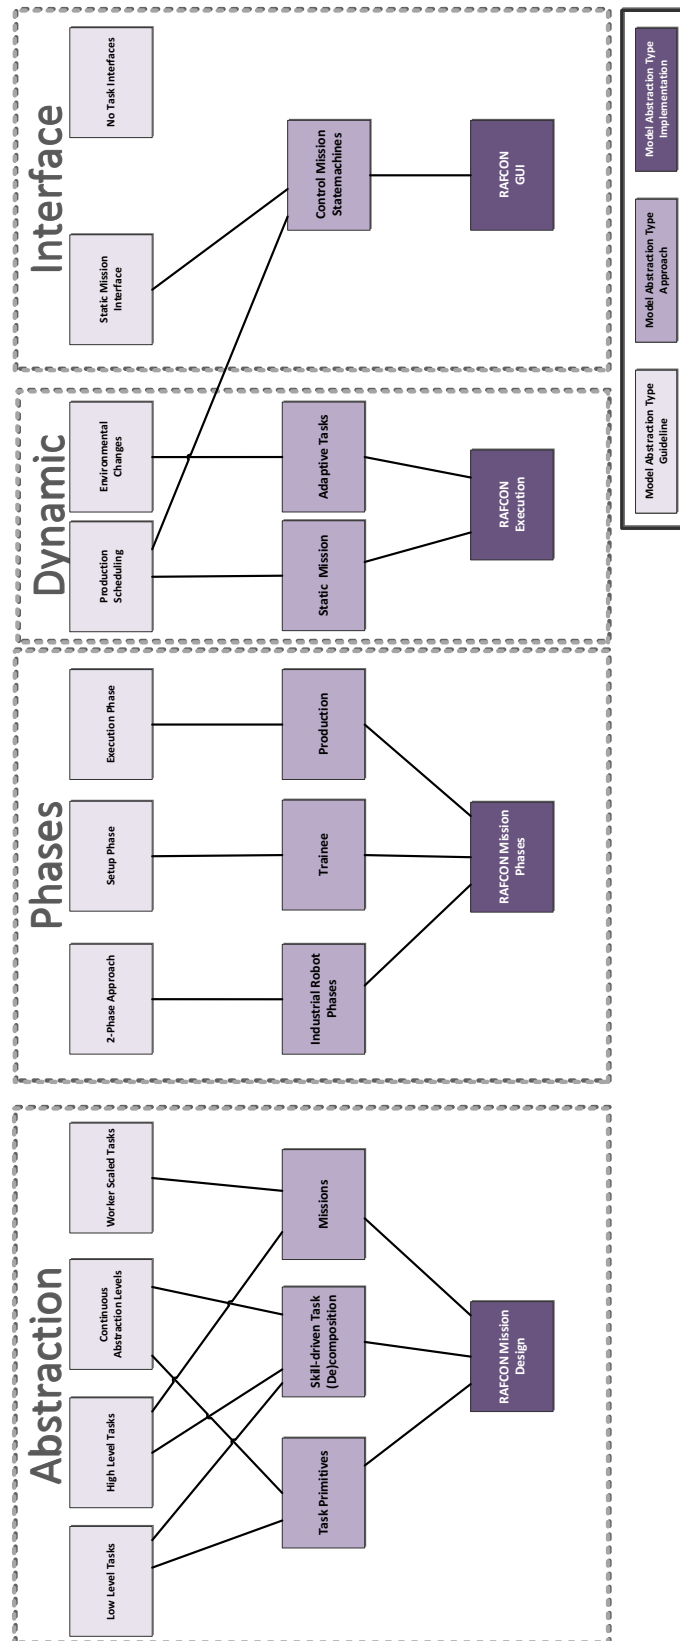 Abstraction
Low Level Tasks
High Level Tasks
Continuous
Abstraction Levels
Worker Scaled Tasks
Task Primitives
Skill-driven Task
(De)composition
Missions
RAFCON Mission
Design
Phases
2-Phase Approach
Setup Phase
Execution Phase
Industrial Robot
Phases
Trainee
Production
RAFCON Mission
Phases
Dynamic
Production
Scheduling
Environmental
Changes
Static Mission
Adaptive Tasks
RAFCON
Execution
Interface
Static Mission
Interface
No Task Interfaces
Control Mission
Statemachines
RAFCON
GUI
Model Abstraction Type
Guideline
Model Abstraction Type
Approach
Model Abstraction Type
Implementation